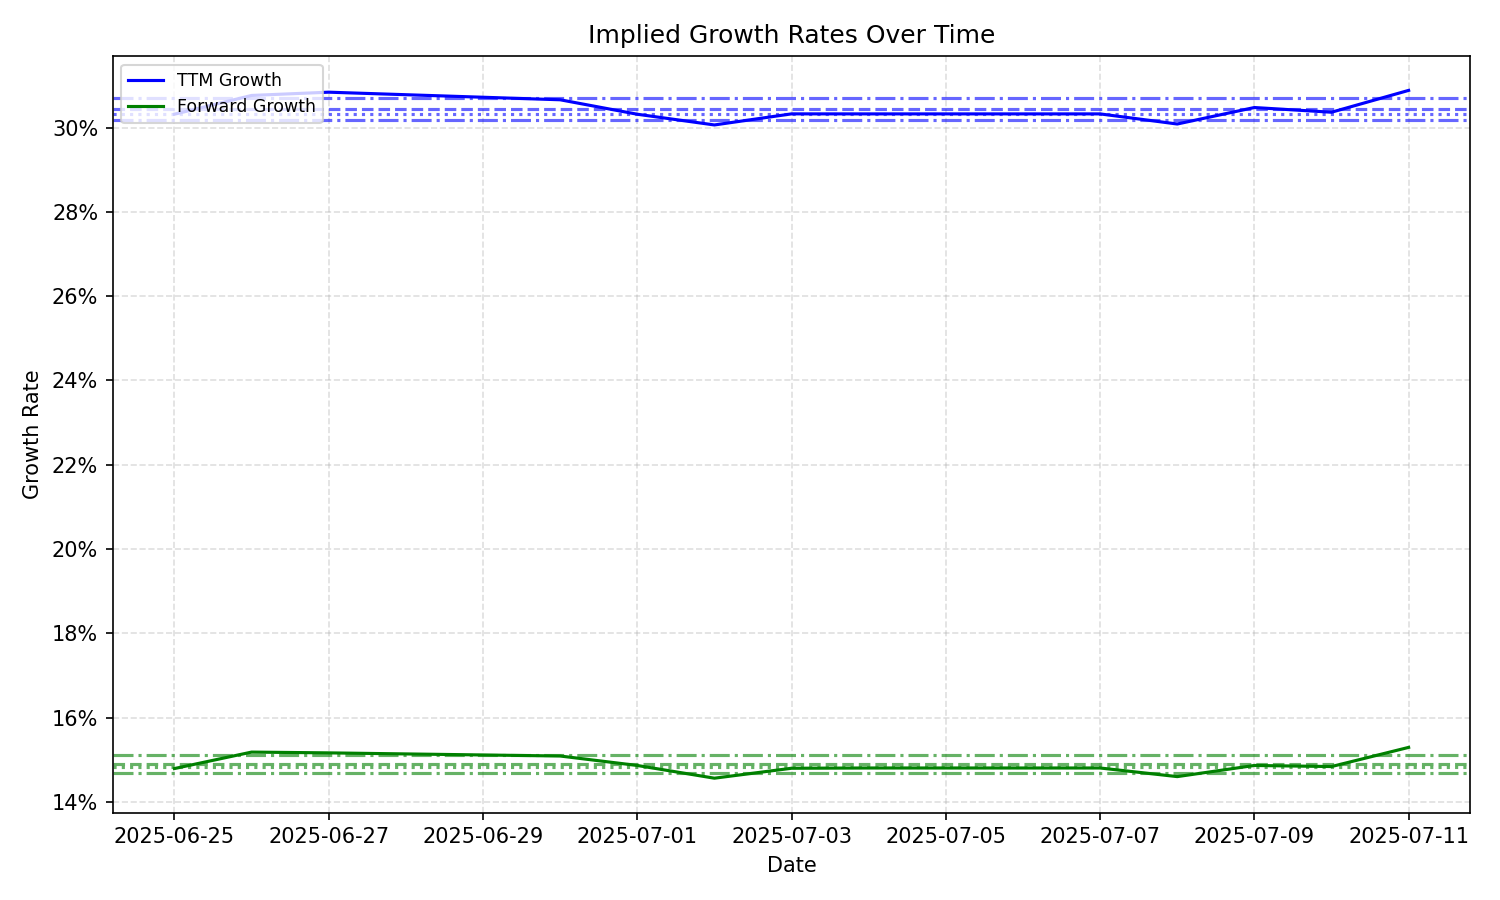 Implied Growth Rates Over Time
TTM Growth
Forward Growth
30%
28%
26%
24%
22%
20%
18%
16%
14%
Growth Rate
2025-06-25 2025-06-27 2025-06-29 2025-07-01 2025-07-03 2025-07-05 2025-07-07 2025-07-09 2025-07-11
Date